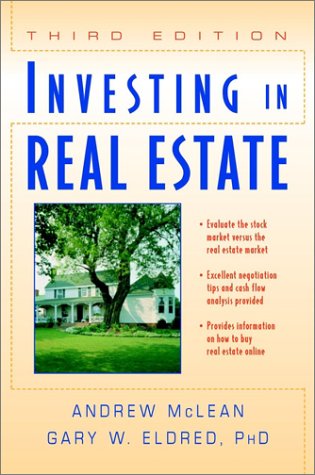 THIRD EDITION
INVESTING IN
REAL ESTATE
• Evaluate the stock
market versus the
real estate market
• Excellent negotiation
tips and cash flow
analysis provided
• Provides information
on how to buy
real estate online
ANDREW MCLEAN
GARY W. ELDRED, PHD